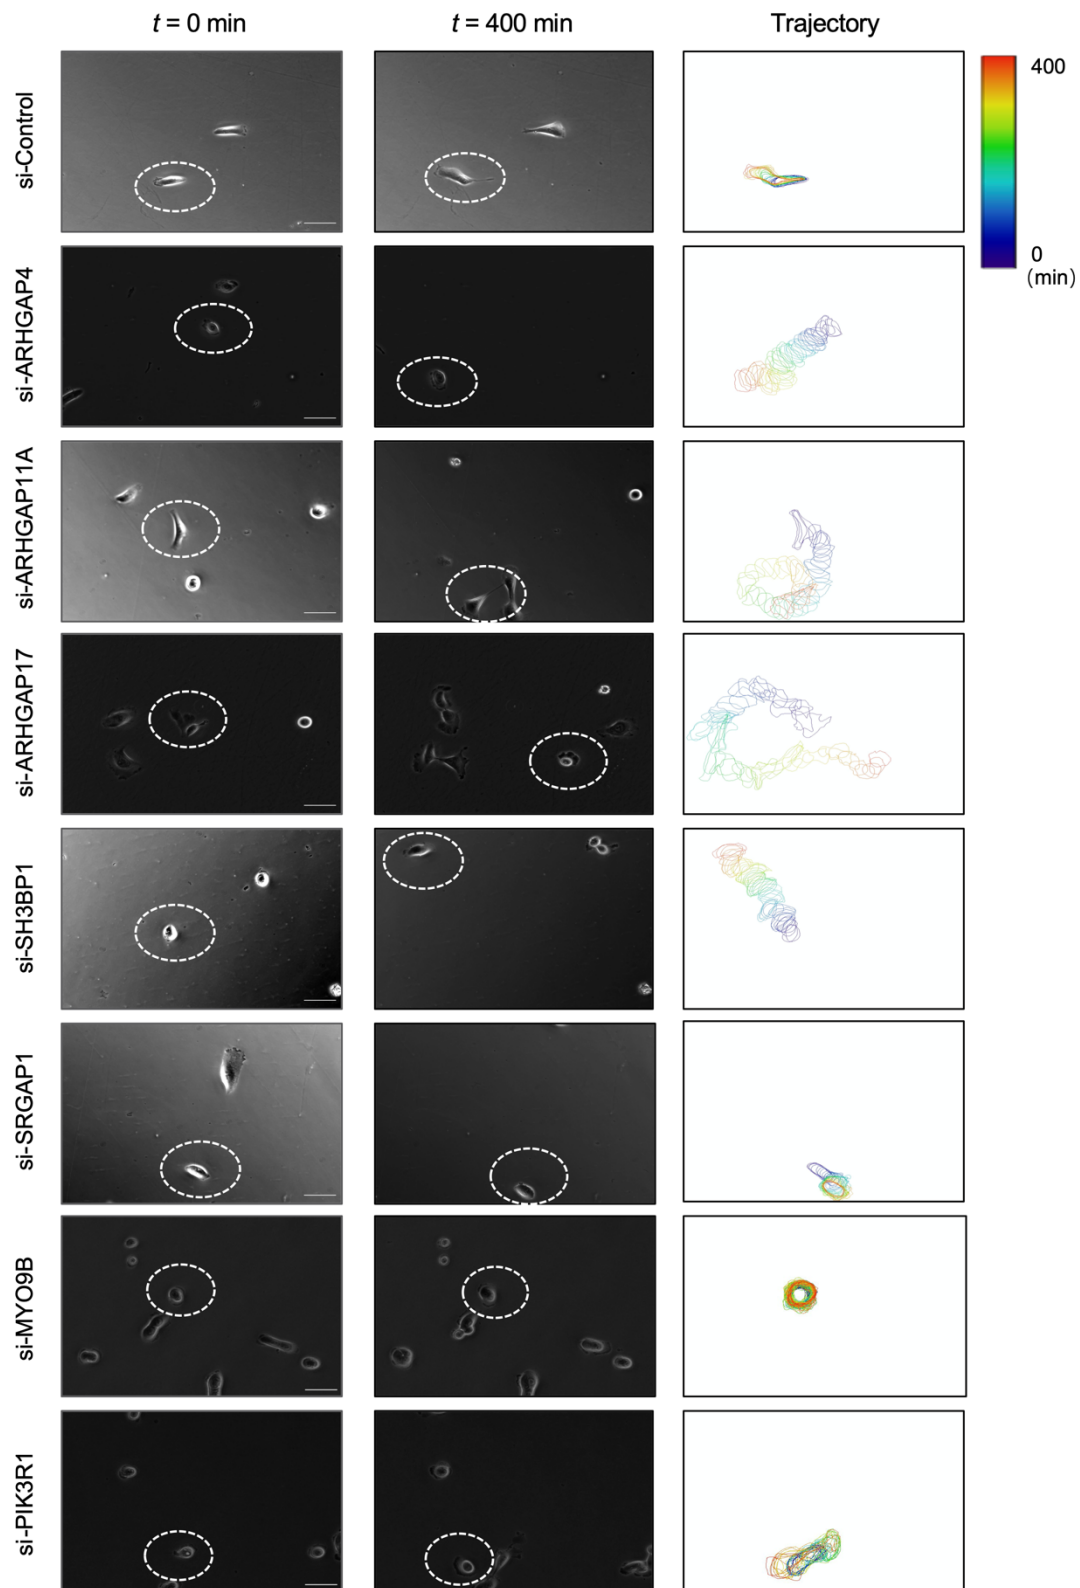 t = 0 min
t = 400 min
Trajectory
si-Control
400
0
(min)
si-ARHGAP4
si-ARHGAP11A
si-ARHGAP17
si-SH3BP1
si-SRGAP1
si-MYO9B
si-PIK3R1